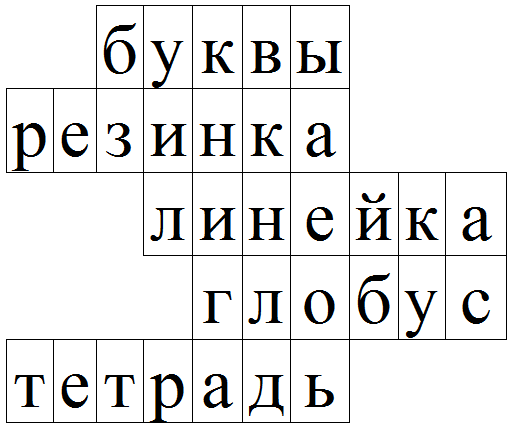 буквы
резинка
линейка
глобус
тетрадь